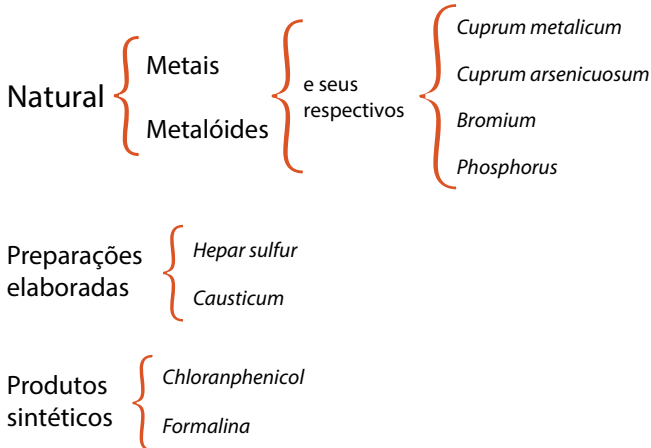 Natural
Metais
Metalóides
e seus
respectivos
Cuprum metalicum
Cuprum arsenicuosum
Bromium
Phosphorus
Preparações
elaboradas
Hepar sulfur
Causticum
Produtos
sintéticos
Chloranphenicol
Formalina